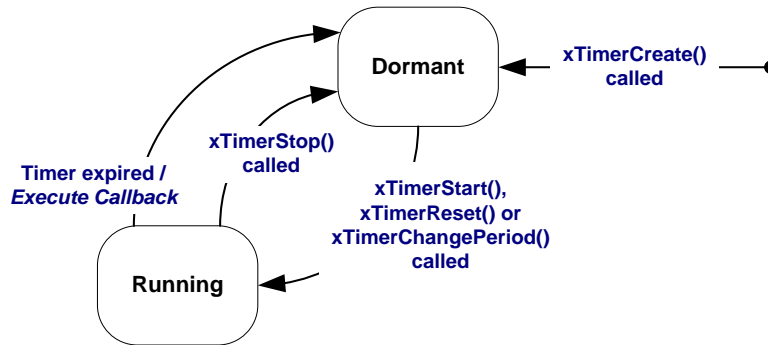 Dormant
xTimerCreate()
called
xTimerStop()
called
Timer expired /
Execute Callback
xTimerStart(),
xTimerReset() or
xTimerChangePeriod()
called
Running